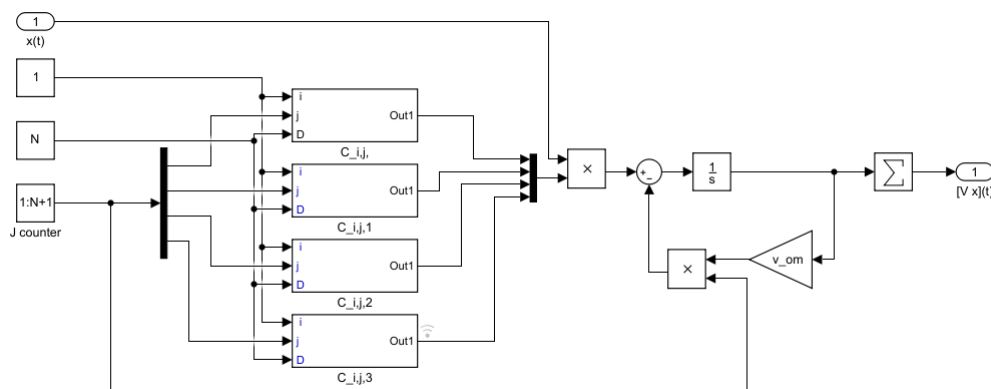 1
x(t)
1
N
1:N+1
J counter
i
j
D
Out1
C_i,j,
i
j
D
Out1
C_i,j,1
i
j
D
Out1
C_i,j,2
i
j
D
Out1
C_i,j,3
×
+
−
1
s
∑
1
[V x](t)
v_om
×